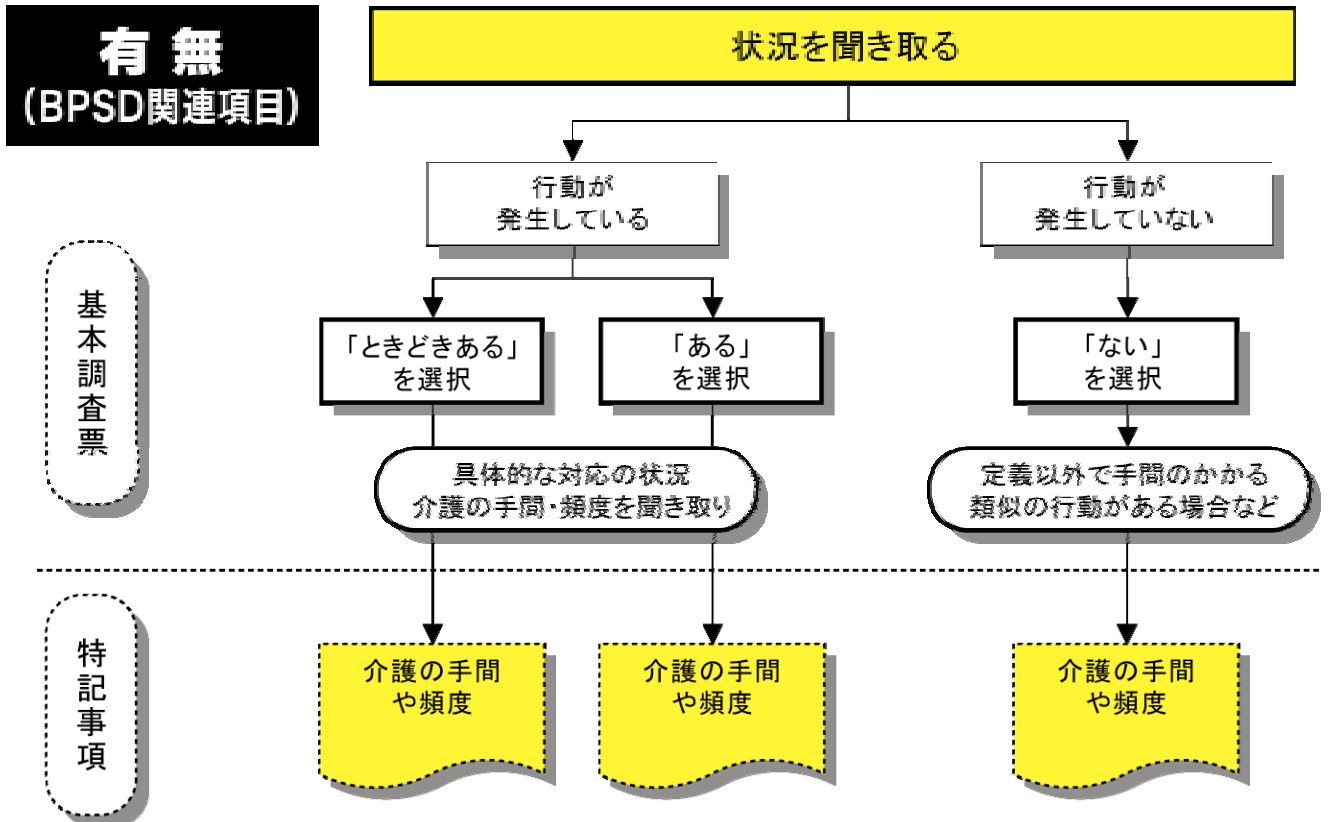 有無
(BPSD関連項目)
状況を聞き取る
行動が
発生している
行動が
発生していない
基本調査票
「ときどきある」
を選択
「ある」
を選択
「ない」
を選択
具体的な対応の状況
介護の手間・頻度を聞き取り
定義以外で手間のかかる
類似の行動がある場合など
特記事項
介護の手間
や頻度
介護の手間
や頻度
介護の手間
や頻度